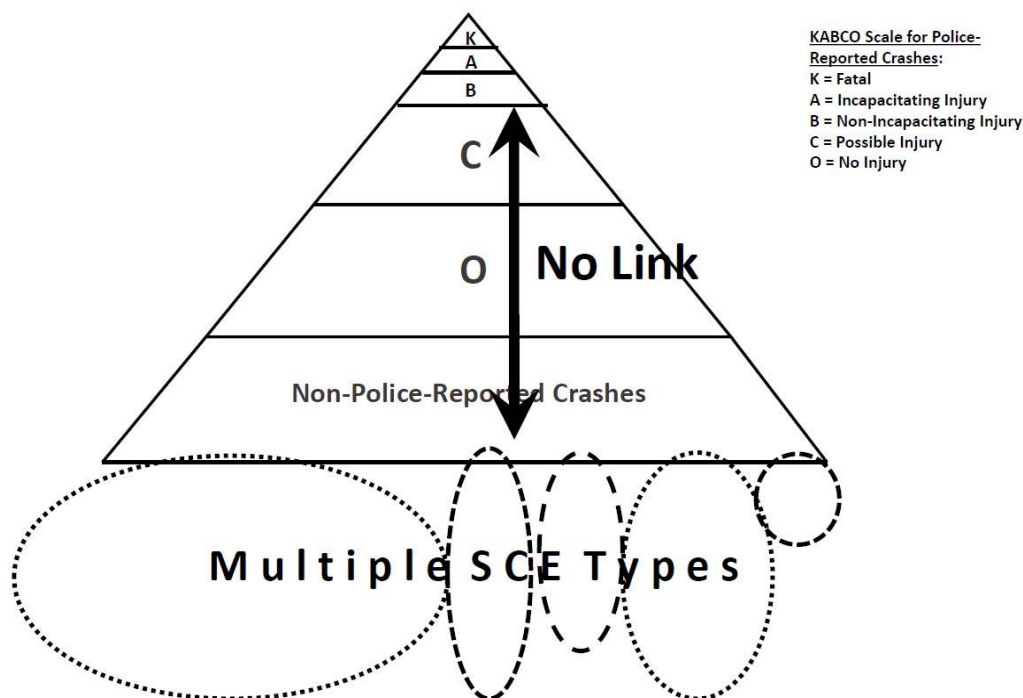 K
A
B
C
O
No Link
Non-Police-Reported Crashes
Multiple SCE Types
KABCO Scale for Police-
Reported Crashes:
K = Fatal
A = Incapacitating Injury
B = Non-Incapacitating Injury
C = Possible Injury
O = No Injury